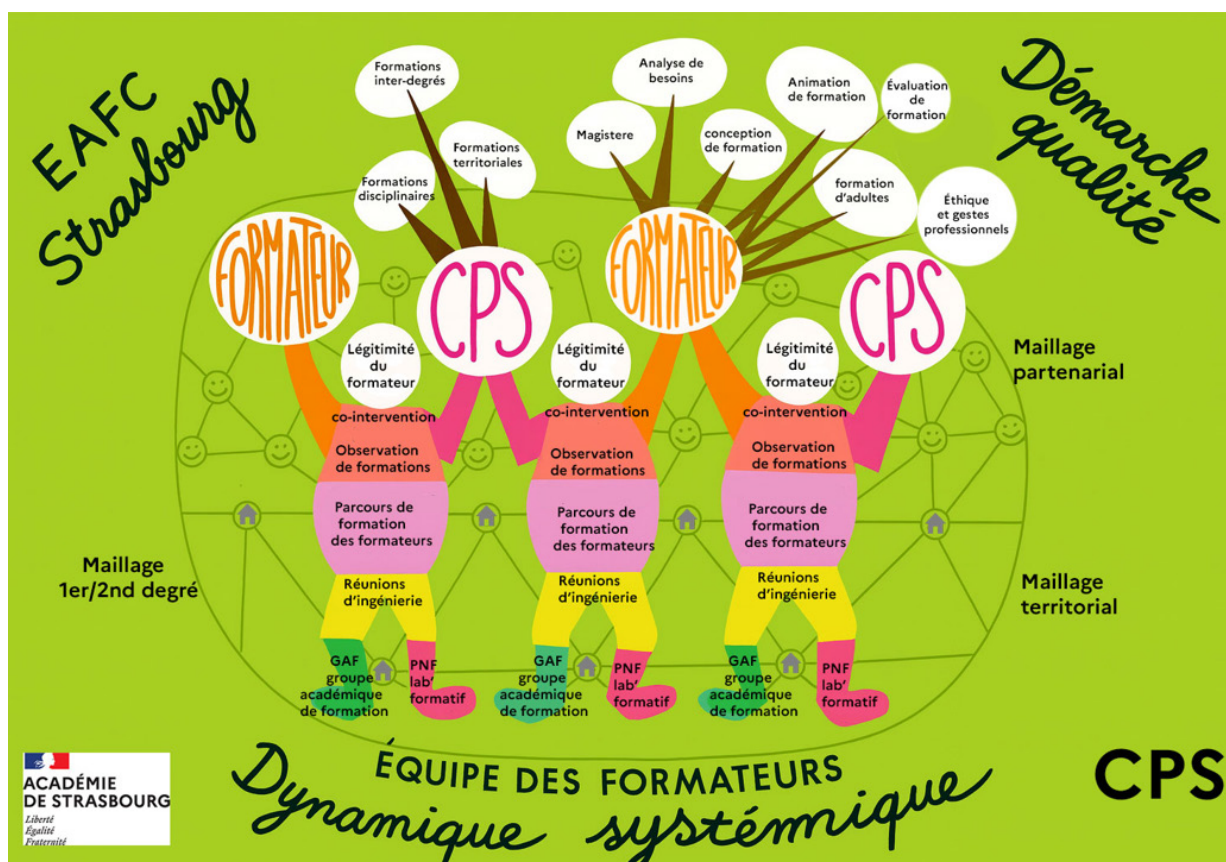 EAFC
Strasbourg
Démarche
qualité
Formations
inter-degrés
Formations
territoriales
Formations
disciplinaires
Magistere
Analyse de
besoins
conception
de formation
Animation
de formation
Évaluation
de
formation
formation
d'adultes
Éthique
et gestes
professionnels
FORMATEUR
CPS
FORMATEUR
CPS
Maillage
partenarial
Maillage
1er/2nd degré
Maillage
territorial
Légitimité
du
formateur
co-intervention
Observation
de formations
Parcours de
formation
des formateurs
Réunions
d'ingénierie
GAF
groupe
académique
de formation
PNF
lab'
formatif
Légitimité
du
formateur
co-intervention
Observation
de formations
Parcours de
formation
des formateurs
Réunions
d'ingénierie
GAF
groupe
académique
de formation
PNF
lab'
formatif
Légitimité
du
formateur
co-intervention
Observation
de formations
Parcours de
formation
des formateurs
Réunions
d'ingénierie
GAF
groupe
académique
de formation
PNF
lab'
formatif
ÉQUIPE DES FORMATEURS
Dynamique systémnique
ACADÉMIE
DE STRASBOURG
Liberté
Égalité
Fraternité
CPS